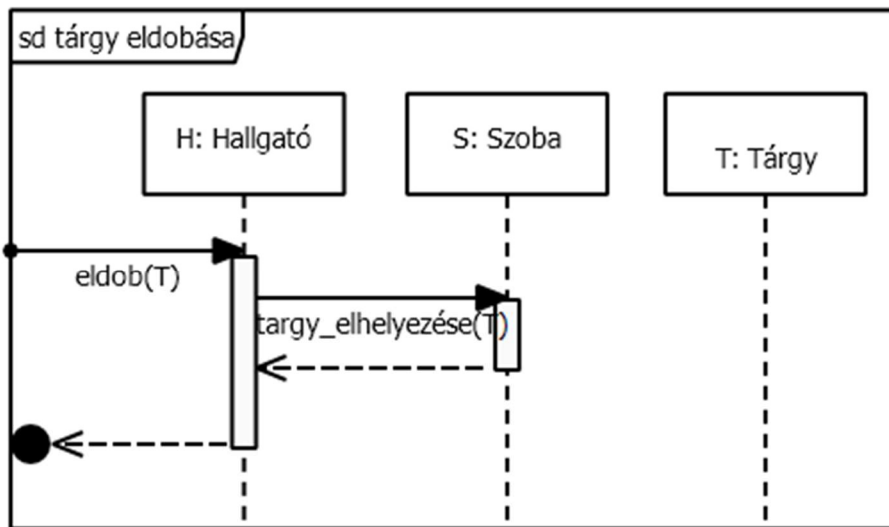 sd tárgy eldobása
H: Hallgató
S: Szoba
T: Tárgy
eldob(T)
targy_elhelyezése(T)